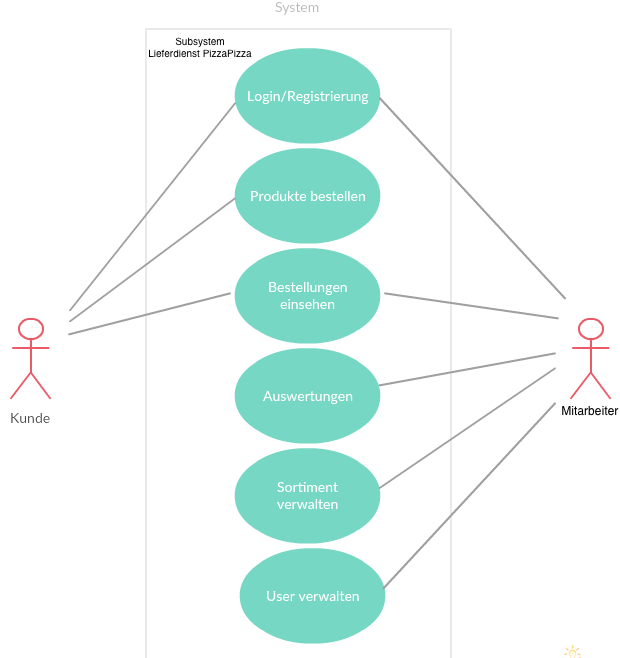 System
Subsystem
Lieferdienst PizzaPizza
Login/Registrierung
Produkte bestellen
Bestellungen
einsehen
Auswertungen
Kunde
Mitarbeiter
Sortiment
verwalten
User verwalten